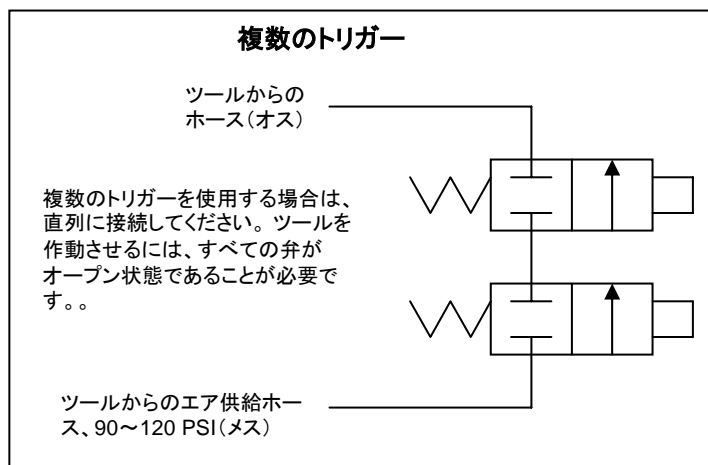 複数のトリガー
ツールからの
ホース（オス）
複数のトリガーを使用する場合は、
直列に接続してください。 ツールを
作動させるには、すべての弁が
オープン状態であることが必要で
す。。
ツールからのエア供給ホー
ス、90～120 PSI（メス）